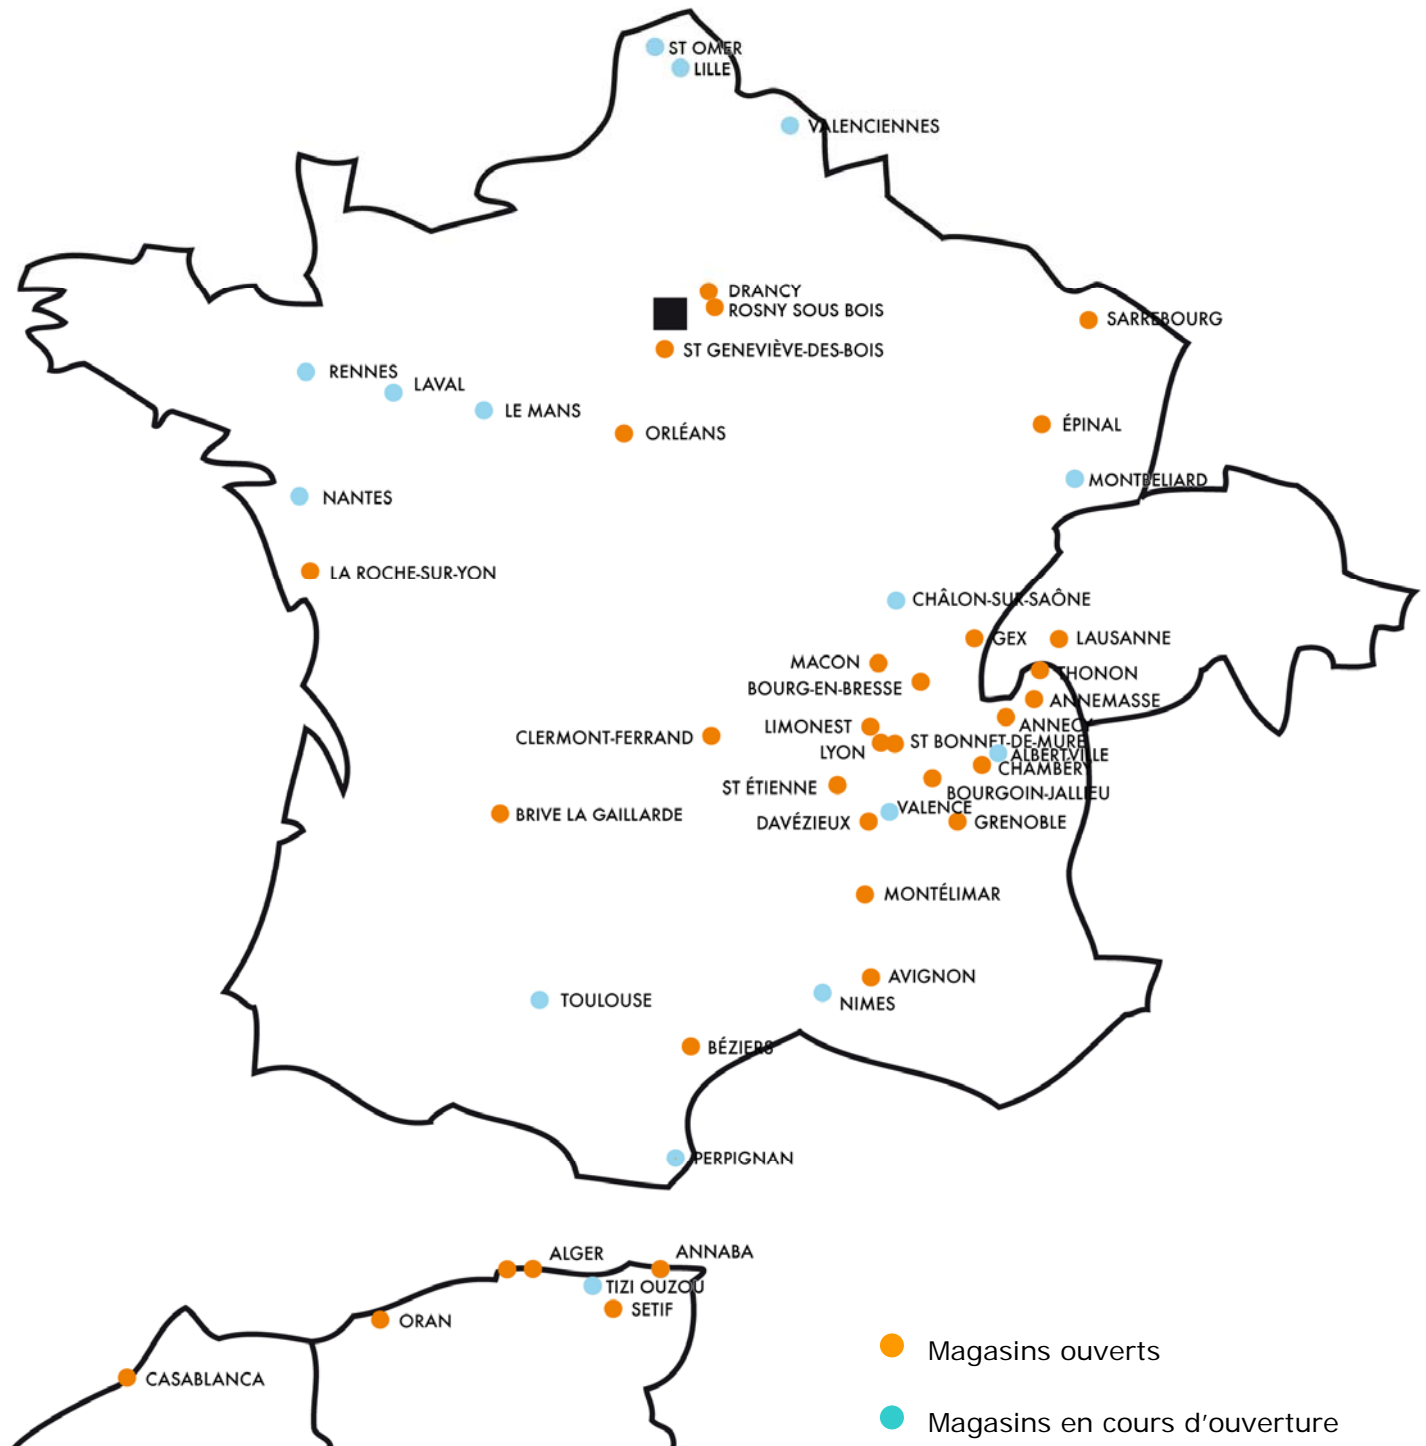 ST OMER
LILLE
VALENCIENNES
DRANCY
ROSNY SOUS BOIS
SARREBOURG
ST GENEVIÈVE-DES-BOIS
RENNES
LAVAL
LE MANS
ORLÉANS
ÉPINAL
MONTBELIARD
NANTES
LA ROCHE-SUR-YON
CHÂLON-SUR-SAÔNE
GEX
LAUSANNE
MACON
THONON
BOURG-EN-BRESSE
ANNEMASSE
LIMONEST
ANNECY
CLERMONT-FERRAND
ST BONNET-DE-MURE
LYON
ALBERTVILLE
CHAMBÉRY
ST ÉTIENNE
BOURGOIN-JALLIEU
VALENCE
BRIVE LA GAILLARDE
DAVÉZIEUX
GRENOBLE
MONTÉLIMAR
AVIGNON
TOULOUSE
NIMES
BÉZIERS
PERPIGNAN
ALGER
ANNABA
TIZI OUZOU
SETIF
ORAN
CASABLANCA
Magasins ouverts
Magasins en cours d'ouverture